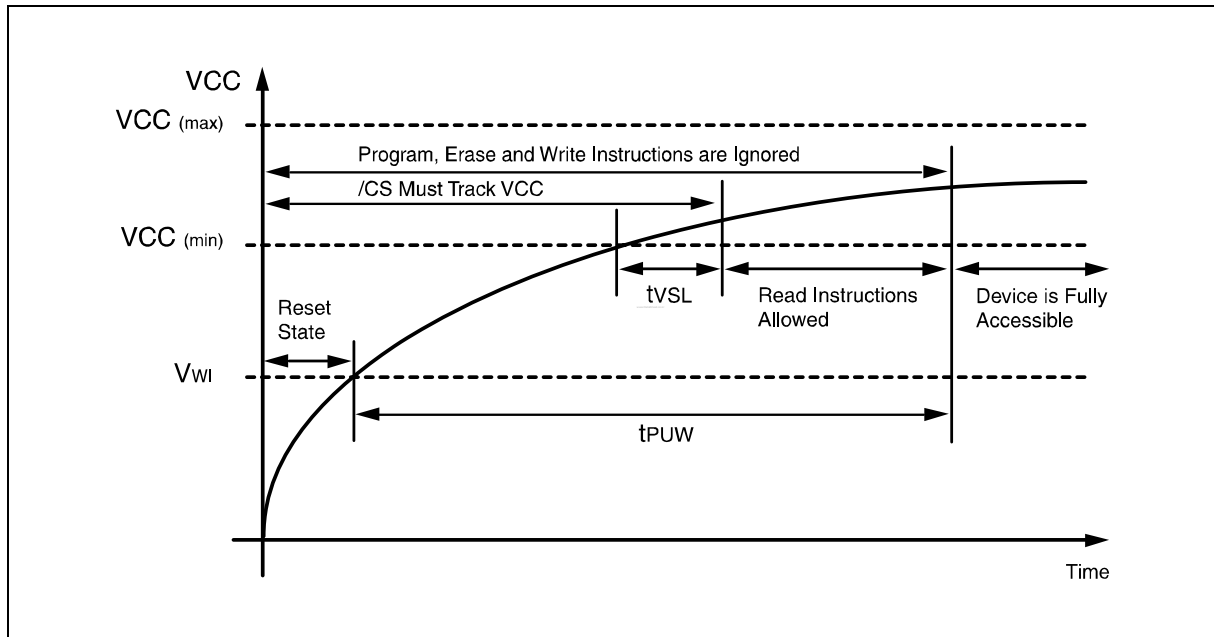 VCC
VCC (max)
Program, Erase and Write Instructions are Ignored
/CS Must Track VCC
VCC (min)
tVSL
Read Instructions
Allowed
Device is Fully
Accessible
Reset
State
VWI
tPUW
Time